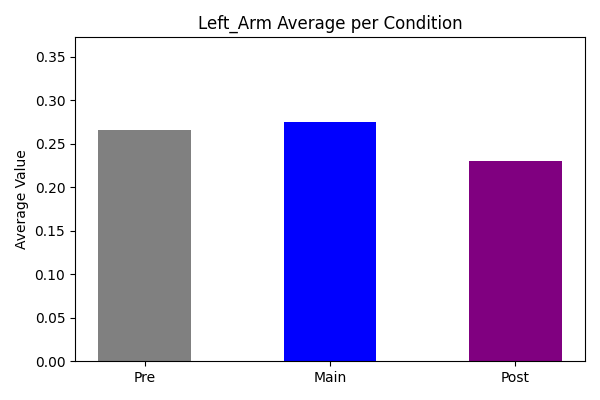 Left_Arm Average per Condition
Average Value
0.35
0.30
0.25
0.20
0.15
0.10
0.05
0.00
Pre
Main
Post